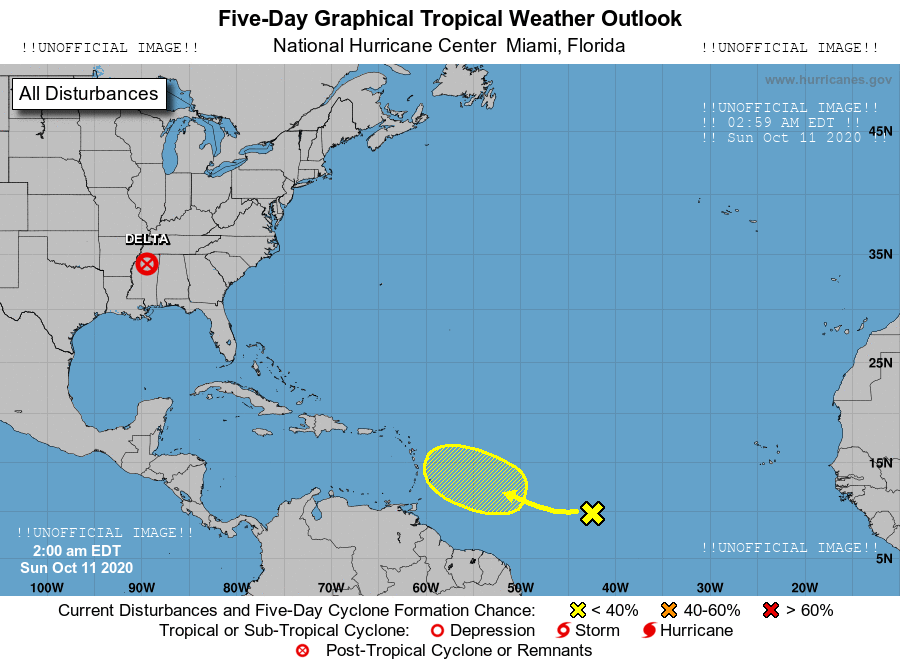 Five-Day Graphical Tropical Weather Outlook
!!UNOFFICIAL IMAGE!! National Hurricane Center Miami, Florida !!UNOFFICIAL IMAGE!!
www.hurricanes.gov
All Disturbances
!!UNOFFICIAL IMAGE!!
!! 02:59 AM EDT !!
45N
!! Sun Oct 11 2020 !!
DELTA
35N
25N
15N
!!UNOFFICIAL IMAGE!!
2:00 am EDT
!!UNOFFICIAL IMAGE!!
5N
Sun Oct 11 2020
100W 90W 80W 70W 60W 50W 40W 30W 20W
Current Disturbances and Five-Day Cyclone Formation Chance: < 40% 40-60% > 60%
Tropical or Sub-Tropical Cyclone: Depression Storm Hurricane
Post-Tropical Cyclone or Remnants